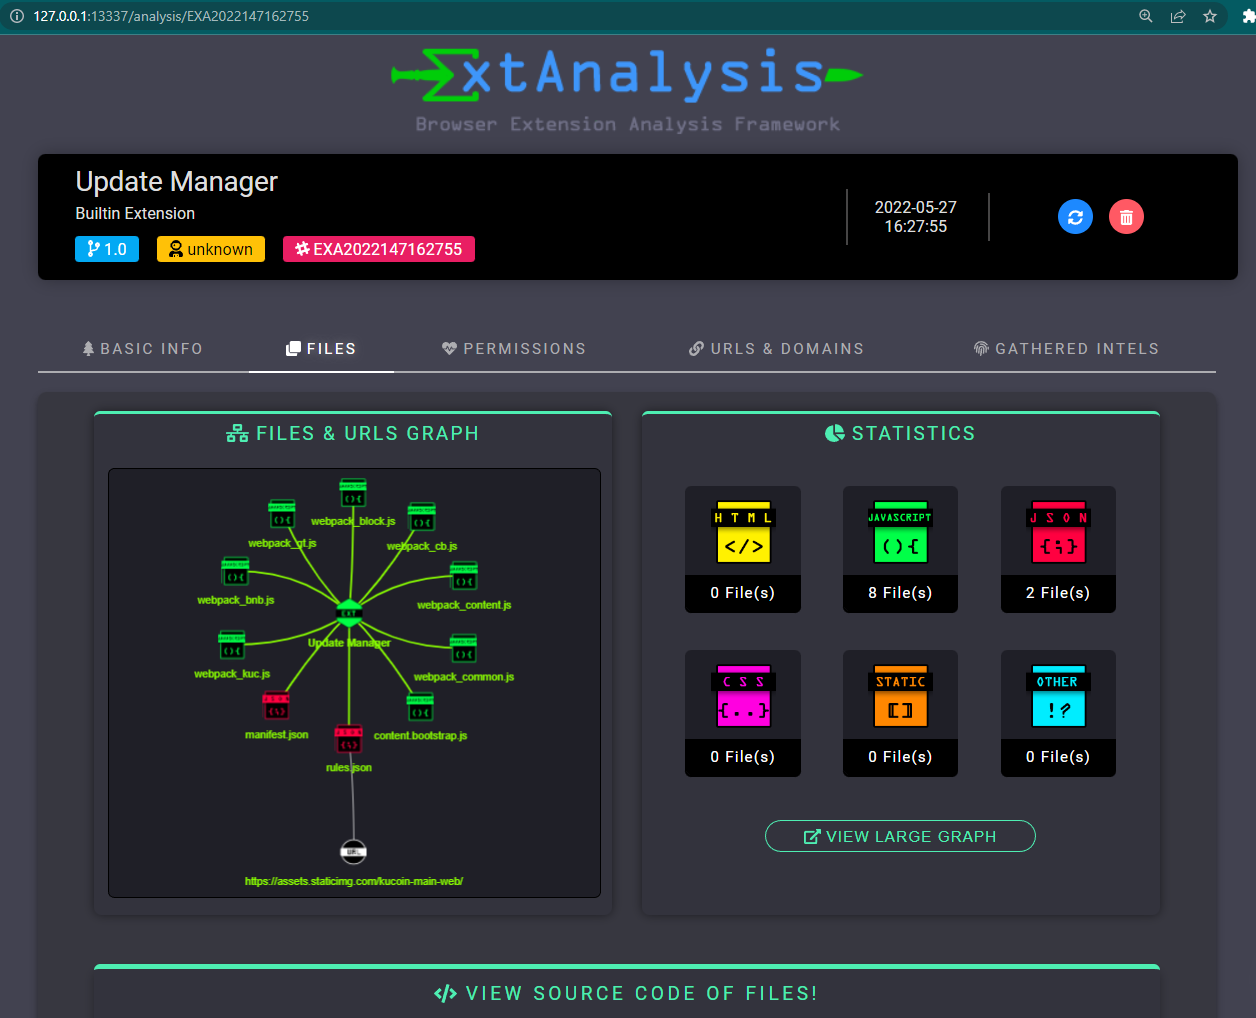 127.0.0.1:13337/analysis/EXA2022147162755
ExtAnalysis
Browser Extension Analysis Framework
Update Manager
Builtin Extension
1.0
unknown
EXA2022147162755
2022-05-27
16:27:55
BASIC INFO
FILES
PERMISSIONS
URLS & DOMAINS
GATHERED INTELS
FILES & URLS GRAPH
webpack_block.js
webpack_gt.js
webpack_cb.js
webpack_bnb.js
webpack_content.js
EXT
Update Manager
webpack_kuc.js
webpack_common.js
manifest.json
content.bootstrap.js
rules.json
URL
https://assets.staticimg.com/kucoin-main-web/
STATISTICS
HTML
</>
0 File(s)
JAVASCRIPT
(){
8 File(s)
JSON
{;}
2 File(s)
CSS
{..}
0 File(s)
STATIC
[]
0 File(s)
OTHER
!?
0 File(s)
VIEW LARGE GRAPH
</> VIEW SOURCE CODE OF FILES!